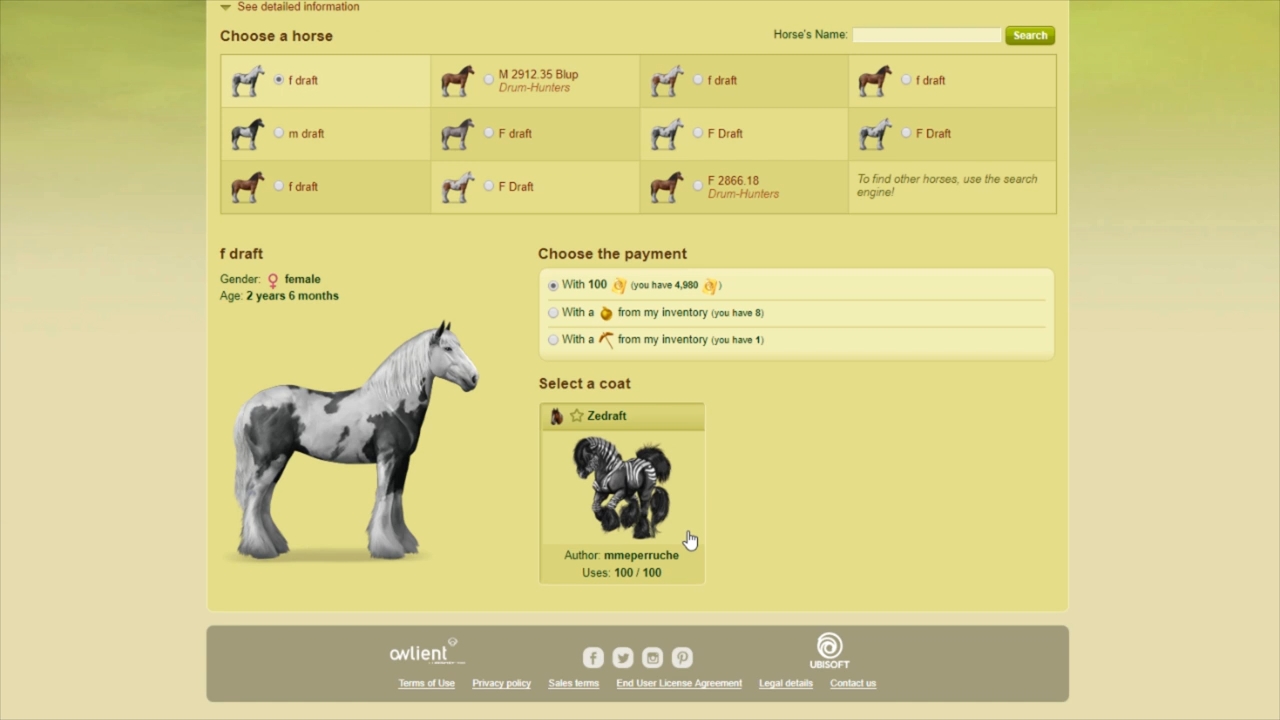 See detailed information
Choose a horse
Horse's Name:
Search
f draft
M 2912.35 Blup
Drum-Hunters
f draft
f draft
m draft
F draft
F Draft
F Draft
f draft
F Draft
F 2866.18
Drum-Hunters
To find other horses, use the search
engine!
f draft
Gender: female
Age: 2 years 6 months
Choose the payment
With 100 (you have 4,980 )
With a from my inventory (you have 8)
With a from my inventory (you have 1)
Select a coat
Zedraft
Author: mmeperruche
Uses: 100 / 100
owlient
UBISOFT
Terms of Use
Privacy policy
Sales terms
End User License Agreement
Legal details
Contact us